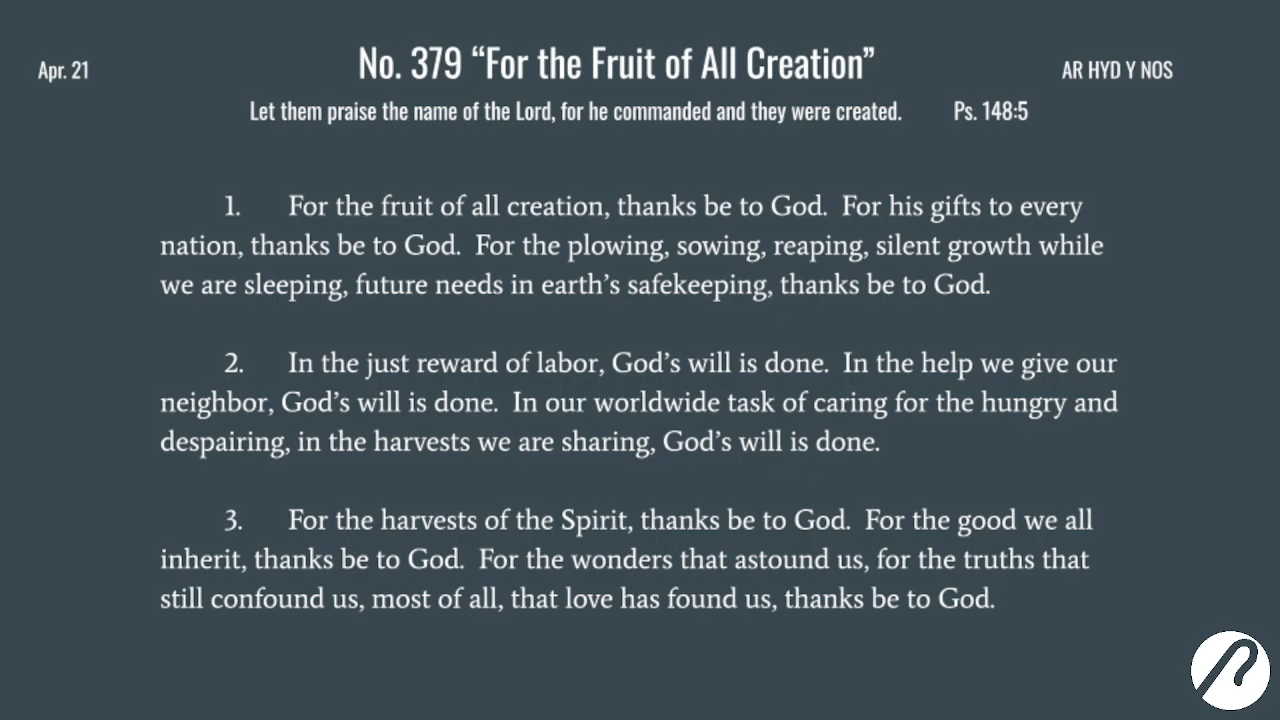 Apr. 21
No. 379 “For the Fruit of All Creation”
AR HYD Y NOS
Let them praise the name of the Lord, for he commanded and they were created. Ps. 148:5
1. For the fruit of all creation, thanks be to God. For his gifts to every
nation, thanks be to God. For the plowing, sowing, reaping, silent growth while
we are sleeping, future needs in earth’s safekeeping, thanks be to God.
2. In the just reward of labor, God’s will is done. In the help we give our
neighbor, God’s will is done. In our worldwide task of caring for the hungry and
despairing, in the harvests we are sharing, God’s will is done.
3. For the harvests of the Spirit, thanks be to God. For the good we all
inherit, thanks be to God. For the wonders that astound us, for the truths that
still confound us, most of all, that love has found us, thanks be to God.